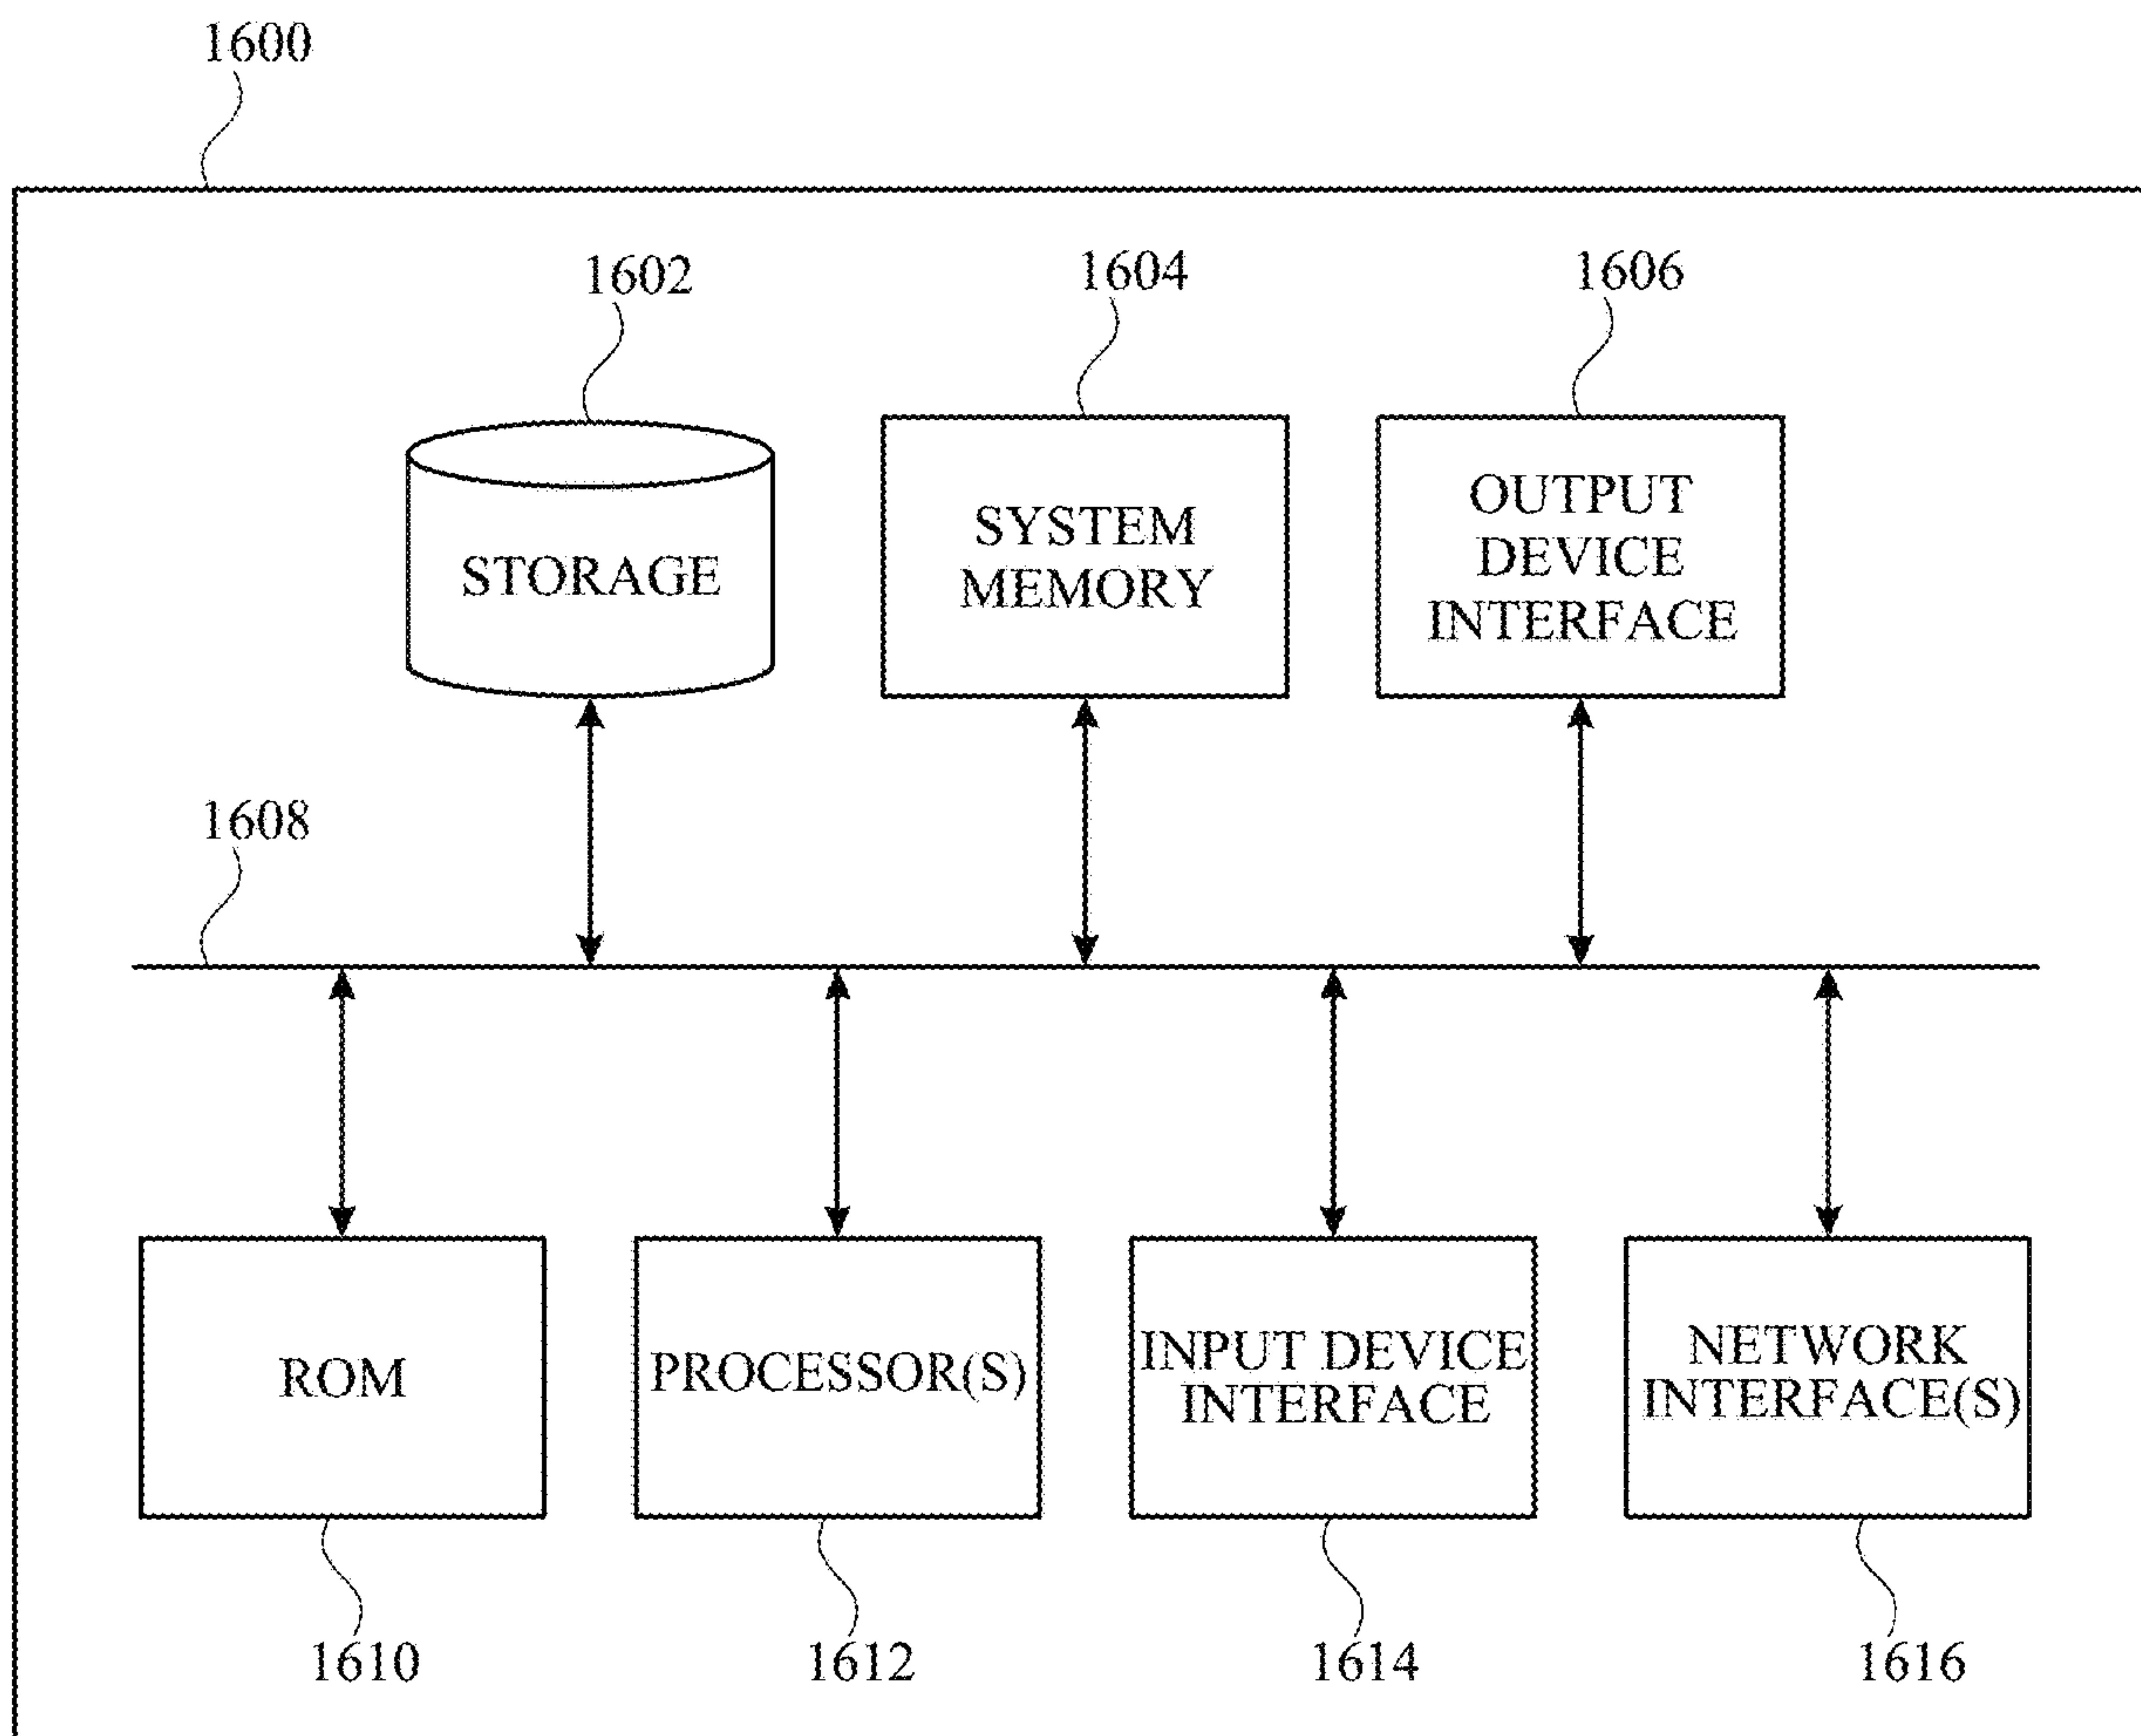 1600
1602
1604
1606
STORAGE
SYSTEM
MEMORY
OUTPUT
DEVICE
INTERFACE
1608
ROM
PROCESSOR(S)
INPUT DEVICE
INTERFACE
NETWORK
INTERFACE(S)
1610
1612
1614
1616